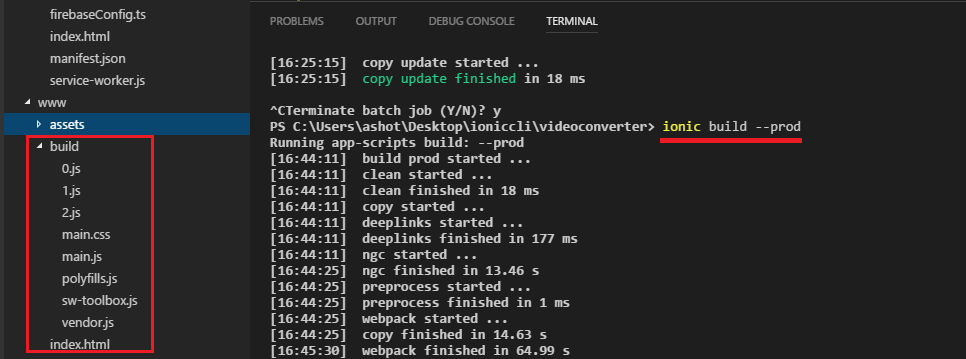 firebaseConfig.ts
index.html
manifest.json
service-worker.js
www
assets
build
0.js
1.js
2.js
main.css
main.js
polyfills.js
sw-toolbox.js
vendor.js
index.html
PROBLEMS OUTPUT DEBUG CONSOLE TERMINAL
[16:25:15] copy update started ...
[16:25:15] copy update finished in 18 ms
^CTerminate batch job (Y/N)? y
PS C:\Users\ashot\Desktop\ioniccli\videoconverter> ionic build --prod
Running app-scripts build: --prod
[16:44:11] build prod started ...
[16:44:11] clean started ...
[16:44:11] clean finished in 18 ms
[16:44:11] copy started ...
[16:44:11] deeplinks started ...
[16:44:11] deeplinks finished in 177 ms
[16:44:11] ngc started ...
[16:44:25] ngc finished in 13.46 s
[16:44:25] preprocess started ...
[16:44:25] preprocess finished in 1 ms
[16:44:25] webpack started ...
[16:44:25] copy finished in 14.63 s
[16:45:30] webpack finished in 64.99 s